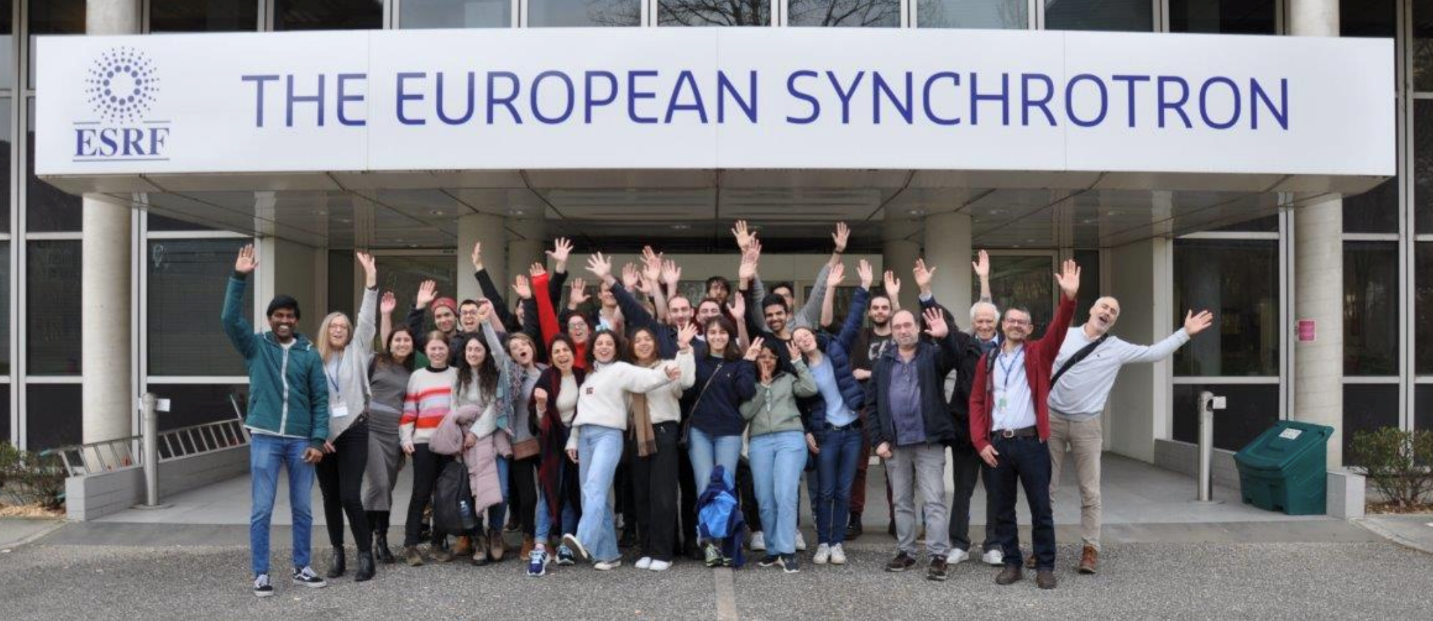 ESRF
THE EUROPEAN SYNCHROTRON